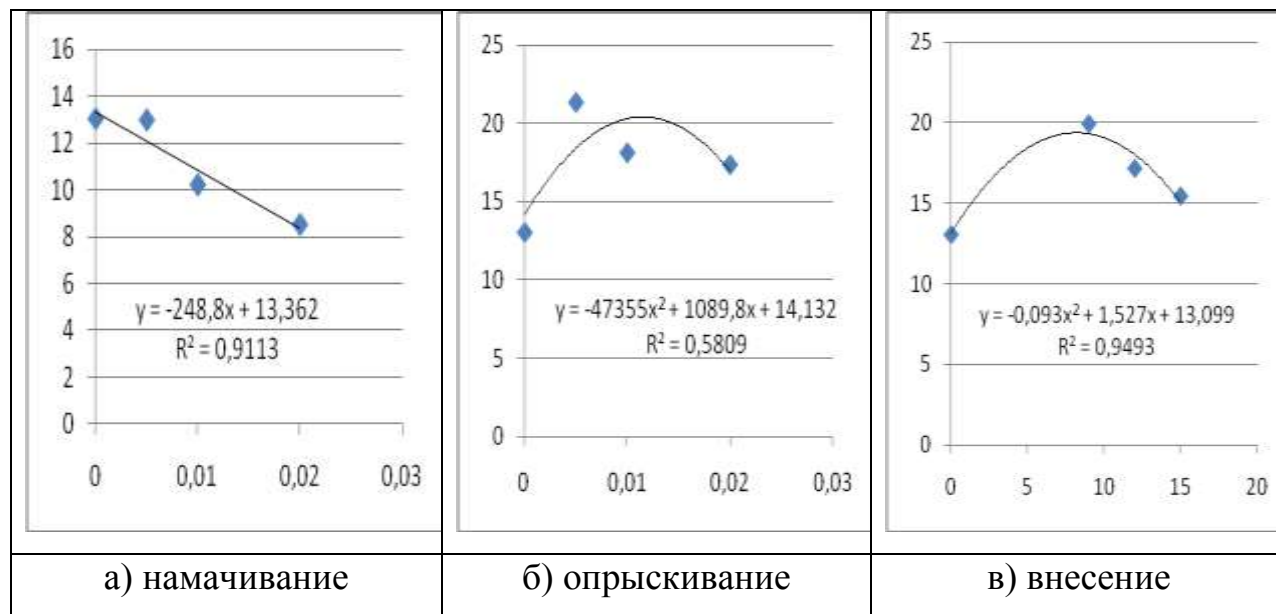 16
14
12
10
8
6
4
2
0
0 0,01 0,02 0,03
y = -248,8x + 13,362
R² = 0,9113
а) намачивание
25
20
15
10
5
0
0 0,01 0,02 0,03
y = -47355x² + 1089,8x + 14,132
R² = 0,5809
б) опрыскивание
25
20
15
10
5
0
0 5 10 15 20
y = -0,093x² + 1,527x + 13,099
R² = 0,9493
в) внесение